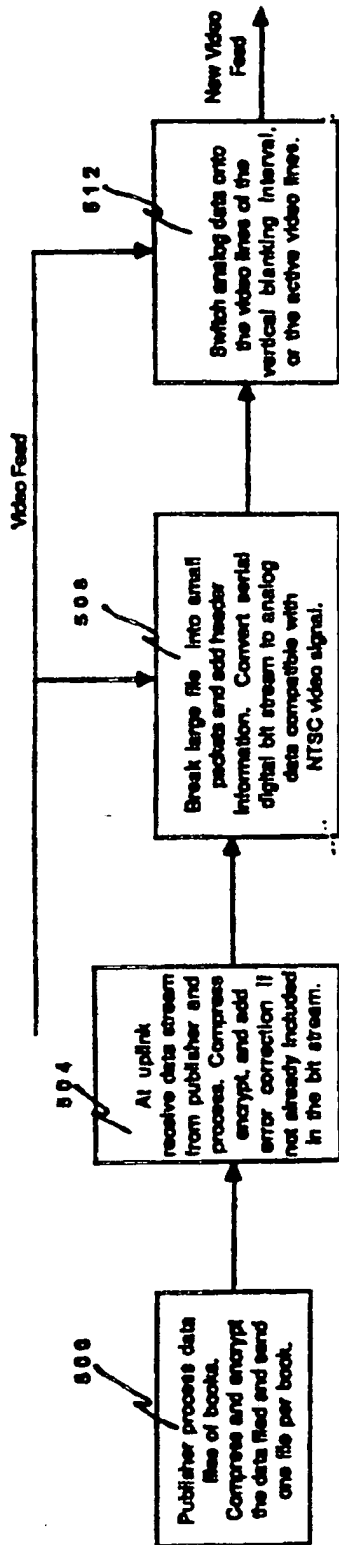 Video Feed
500
Publisher process data
files of books.
Compress and encrypt
the data filed and send
one file per book.
504
At uplink
receive data stream
from publisher and
process. Compress
encrypt, and add
error correction if
not already included
in the bit stream.
508
Break large file into small
packets and add header
information. Convert serial
digital bit stream to analog
data compatible with
NTSC video signal.
512
Switch analog data onto
the video lines of the
vertical blanking interval,
or the active video lines.
New Video
Feed